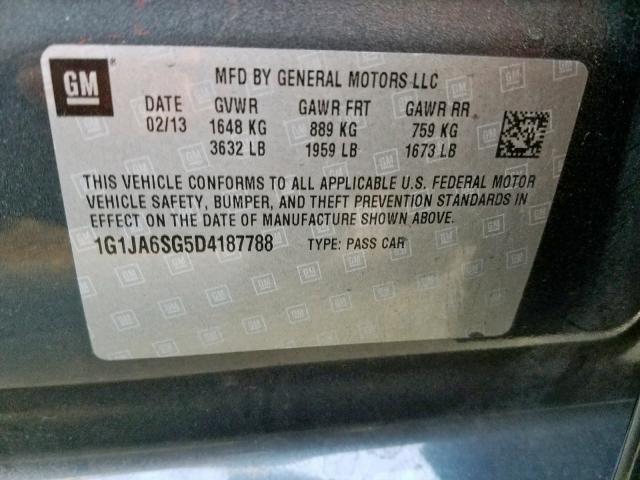 GM ® MFD BY GENERAL MOTORS LLC
DATE GVWR GAWR FRT GAWR RR
02/13 1648 KG 889 KG 759 KG
3632 LB 1959 LB 1673 LB
THIS VEHICLE CONFORMS TO ALL APPLICABLE U.S. FEDERAL MOTOR
VEHICLE SAFETY, BUMPER, AND THEFT PREVENTION STANDARDS IN
EFFECT ON THE DATE OF MANUFACTURE SHOWN ABOVE.
1G1JA6SG5D4187788 TYPE: PASS CAR